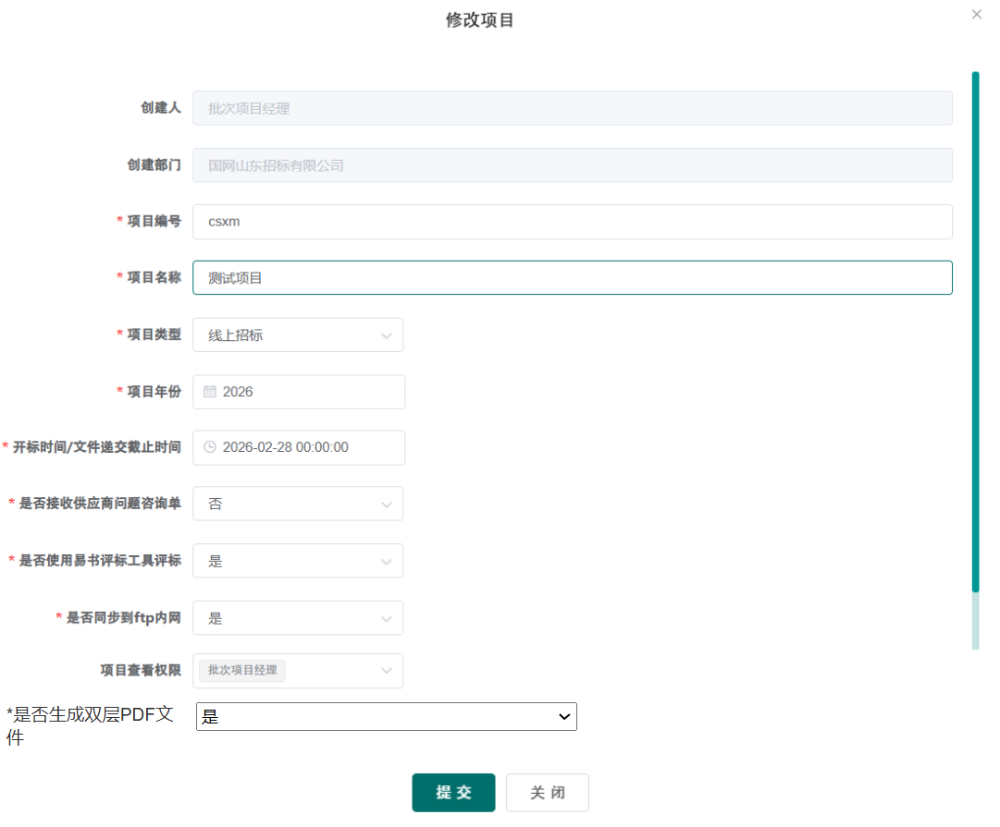 修改项目
创建人 批次项目经理
创建部门 国网山东招标有限公司
* 项目编号 csxm
* 项目名称 测试项目
* 项目类型 线上招标
* 项目年份 2026
* 开标时间/文件递交截止时间 2026-02-28 00:00:00
* 是否接收供应商问题咨询单 否
* 是否使用易书评标工具评标 是
* 是否同步到ftp内网 是
项目查看权限 批次项目经理
*是否生成双层PDF文 是
件
提交 关闭